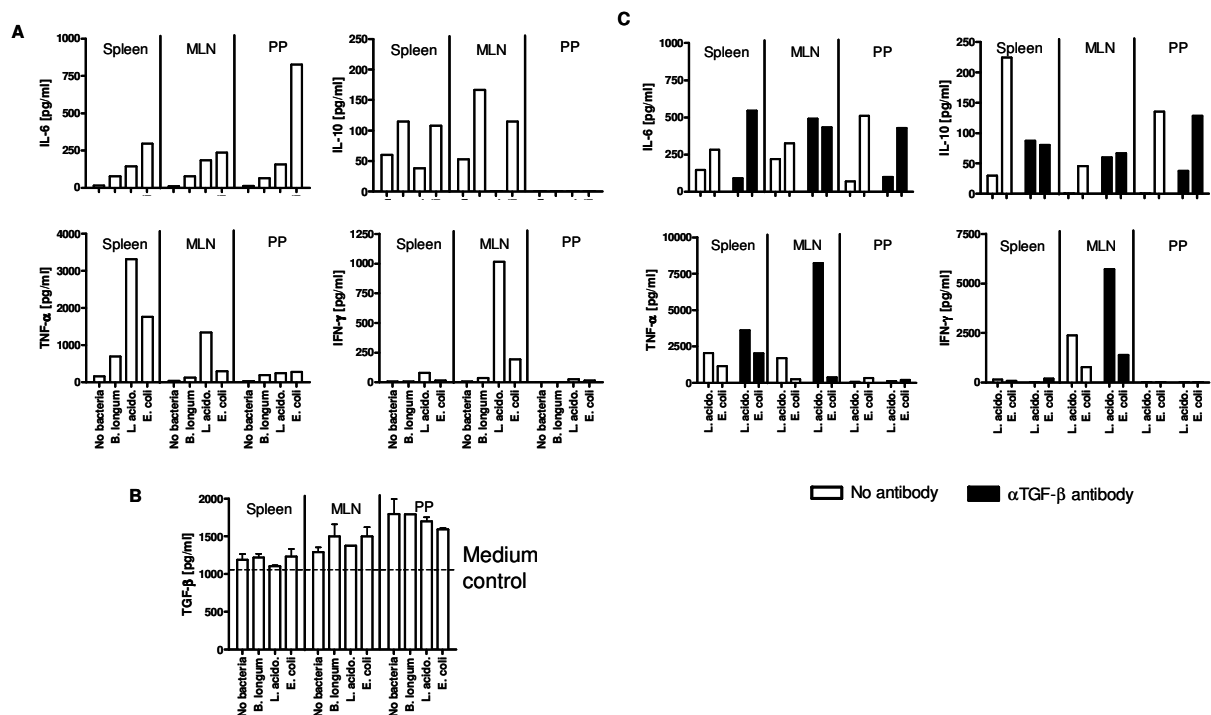 A
Spleen MLN PP
IL-6 [pg/ml]
1000
750
500
250
0
IL-10 [pg/ml]
250
200
150
100
50
0
Spleen MLN PP
TNF-α [pg/ml]
4000
3000
2000
1000
0
Spleen MLN PP
No bacteria
B. longum
L. acido.
E. coli
No bacteria
B. longum
L. acido.
E. coli
No bacteria
B. longum
L. acido.
E. coli
IFN-γ [pg/ml]
1250
1000
750
500
250
0
Spleen MLN PP
No bacteria
B. longum
L. acido.
E. coli
No bacteria
B. longum
L. acido.
E. coli
No bacteria
B. longum
L. acido.
E. coli
B
TGF-β [pg/ml]
2000
1500
1000
500
0
Spleen MLN PP
Medium
control
No bacteria
B. longum
L. acido.
E. coli
No bacteria
B. longum
L. acido.
E. coli
No bacteria
B. longum
L. acido.
E. coli
C
IL-6 [pg/ml]
1000
750
500
250
0
Spleen MLN PP
IL-10 [pg/ml]
250
200
150
100
50
0
Spleen MLN PP
TNF-α [pg/ml]
10000
7500
5000
2500
0
Spleen MLN PP
L. acido.
E. coli
L. acido.
E. coli
L. acido.
E. coli
L. acido.
E. coli
L. acido.
E. coli
L. acido.
E. coli
IFN-γ [pg/ml]
7500
5000
2500
0
Spleen MLN PP
L. acido.
E. coli
L. acido.
E. coli
L. acido.
E. coli
L. acido.
E. coli
L. acido.
E. coli
L. acido.
E. coli
No antibody αTGF-β antibody